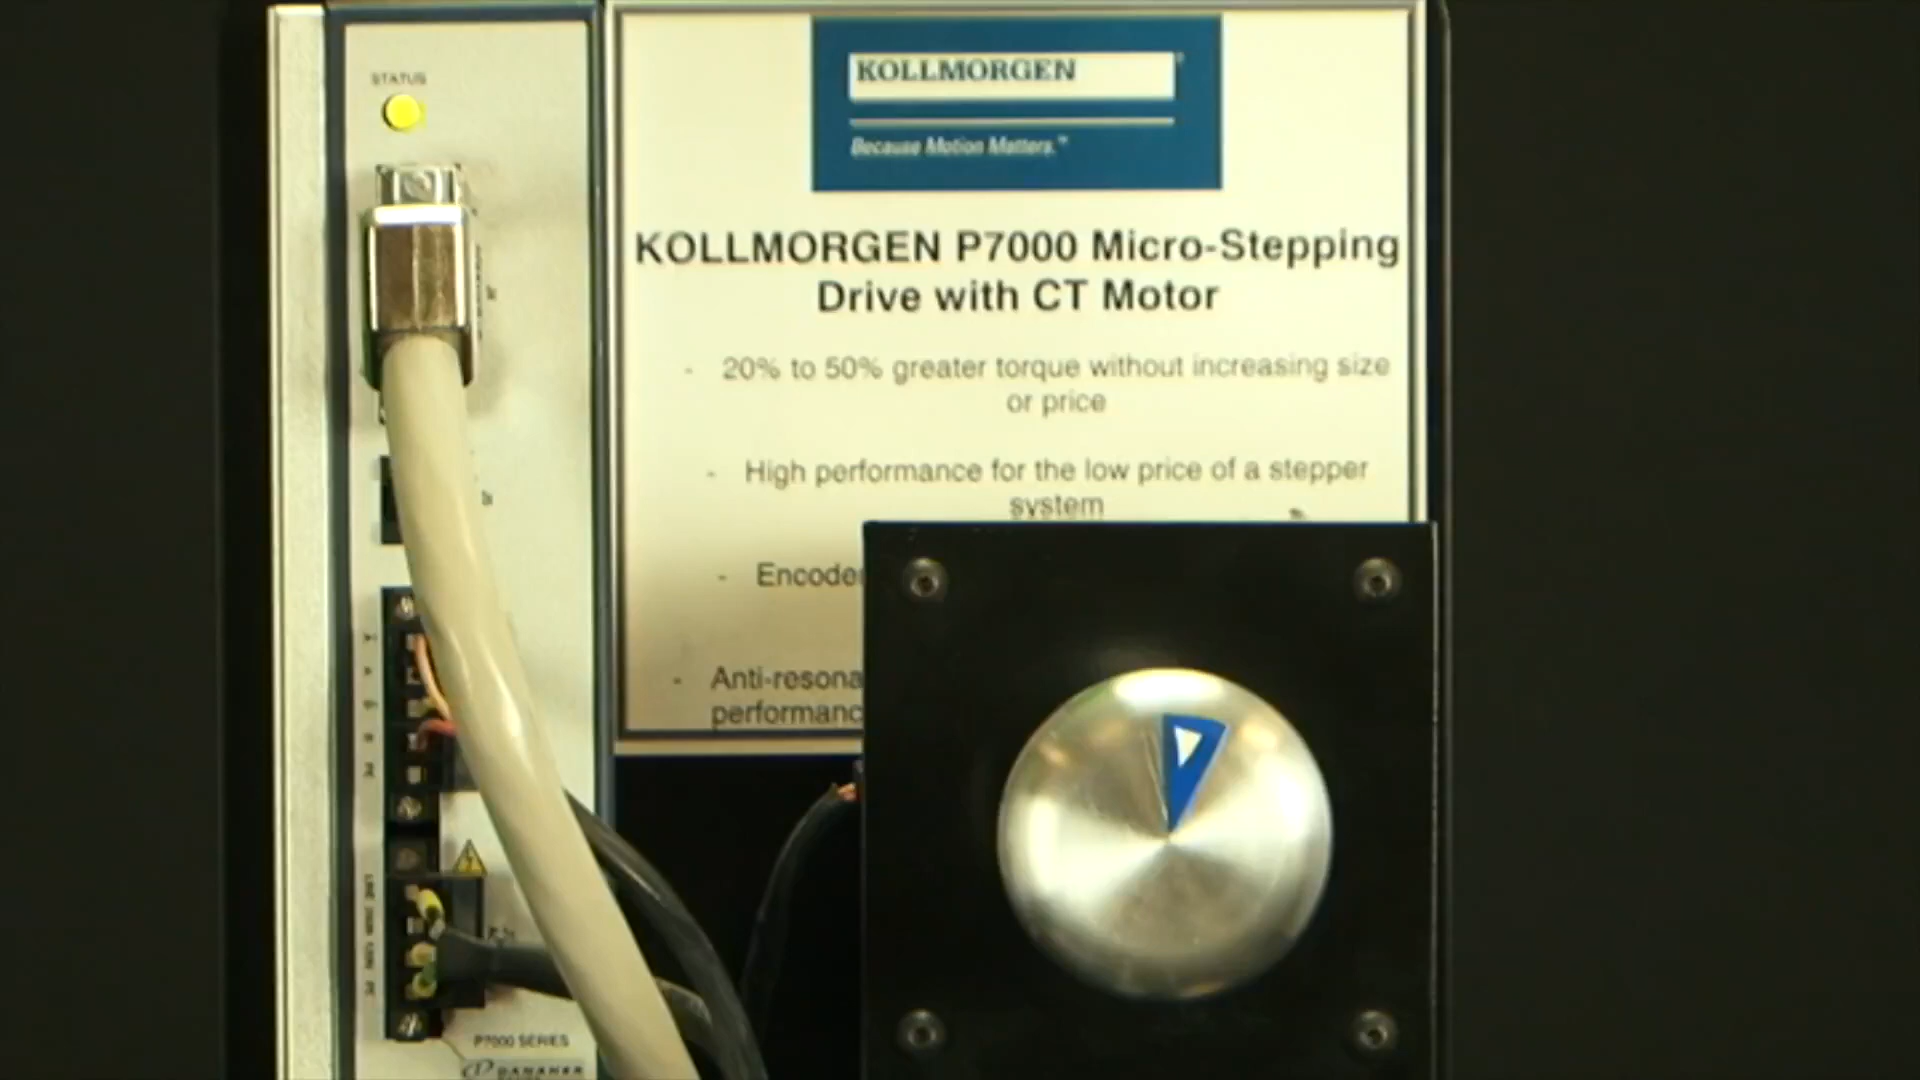 STATUS
KOLLMORGEN
Because Motion Matters.™
KOLLMORGEN P7000 Micro-Stepping
Drive with CT Motor
- 20% to 50% greater torque without increasing size
or price
- High performance for the low price of a stepper
system
- Encoder
- Anti-resona
performanc
P7000 SERIES
DANAHER